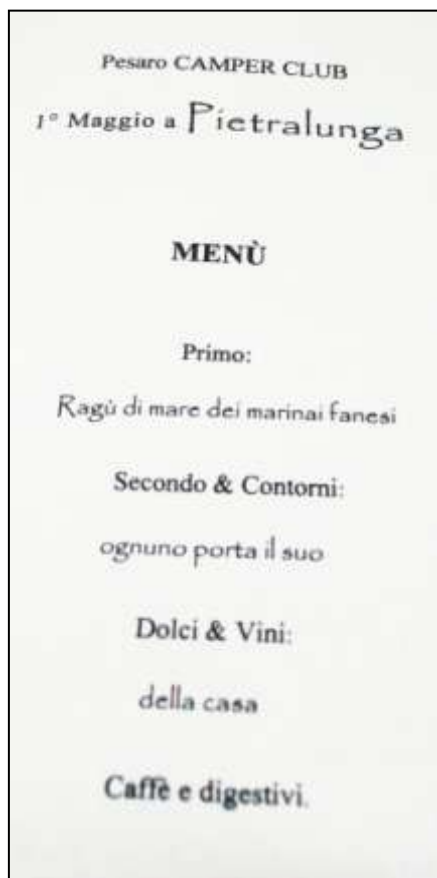 Pesaro CAMPER CLUB
1° Maggio a Pietralunga
MENÙ
Primo:
Ragù di mare dei marinai fanesi
Secondo & Contorni:
ognuno porta il suo
Dolci & Vini:
della casa
Caffè e digestivi.